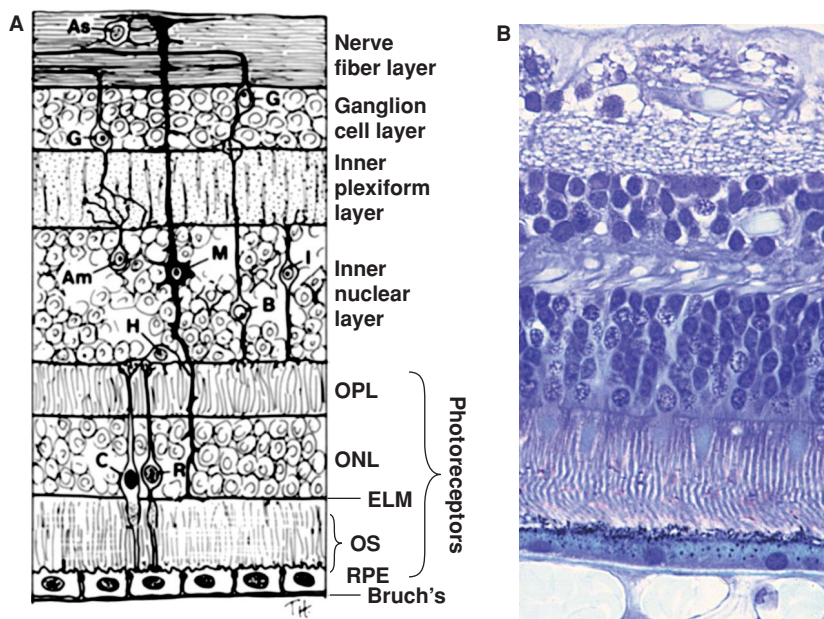 A
As
Nerve
fiber layer
G
Ganglion
cell layer
G
Inner
plexiform
layer
Am
M
I
Inner
nuclear
layer
B
H
OPL
C
R
ONL
ELM
OS
RPE
Bruch's
Photoreceptors
TH.
B